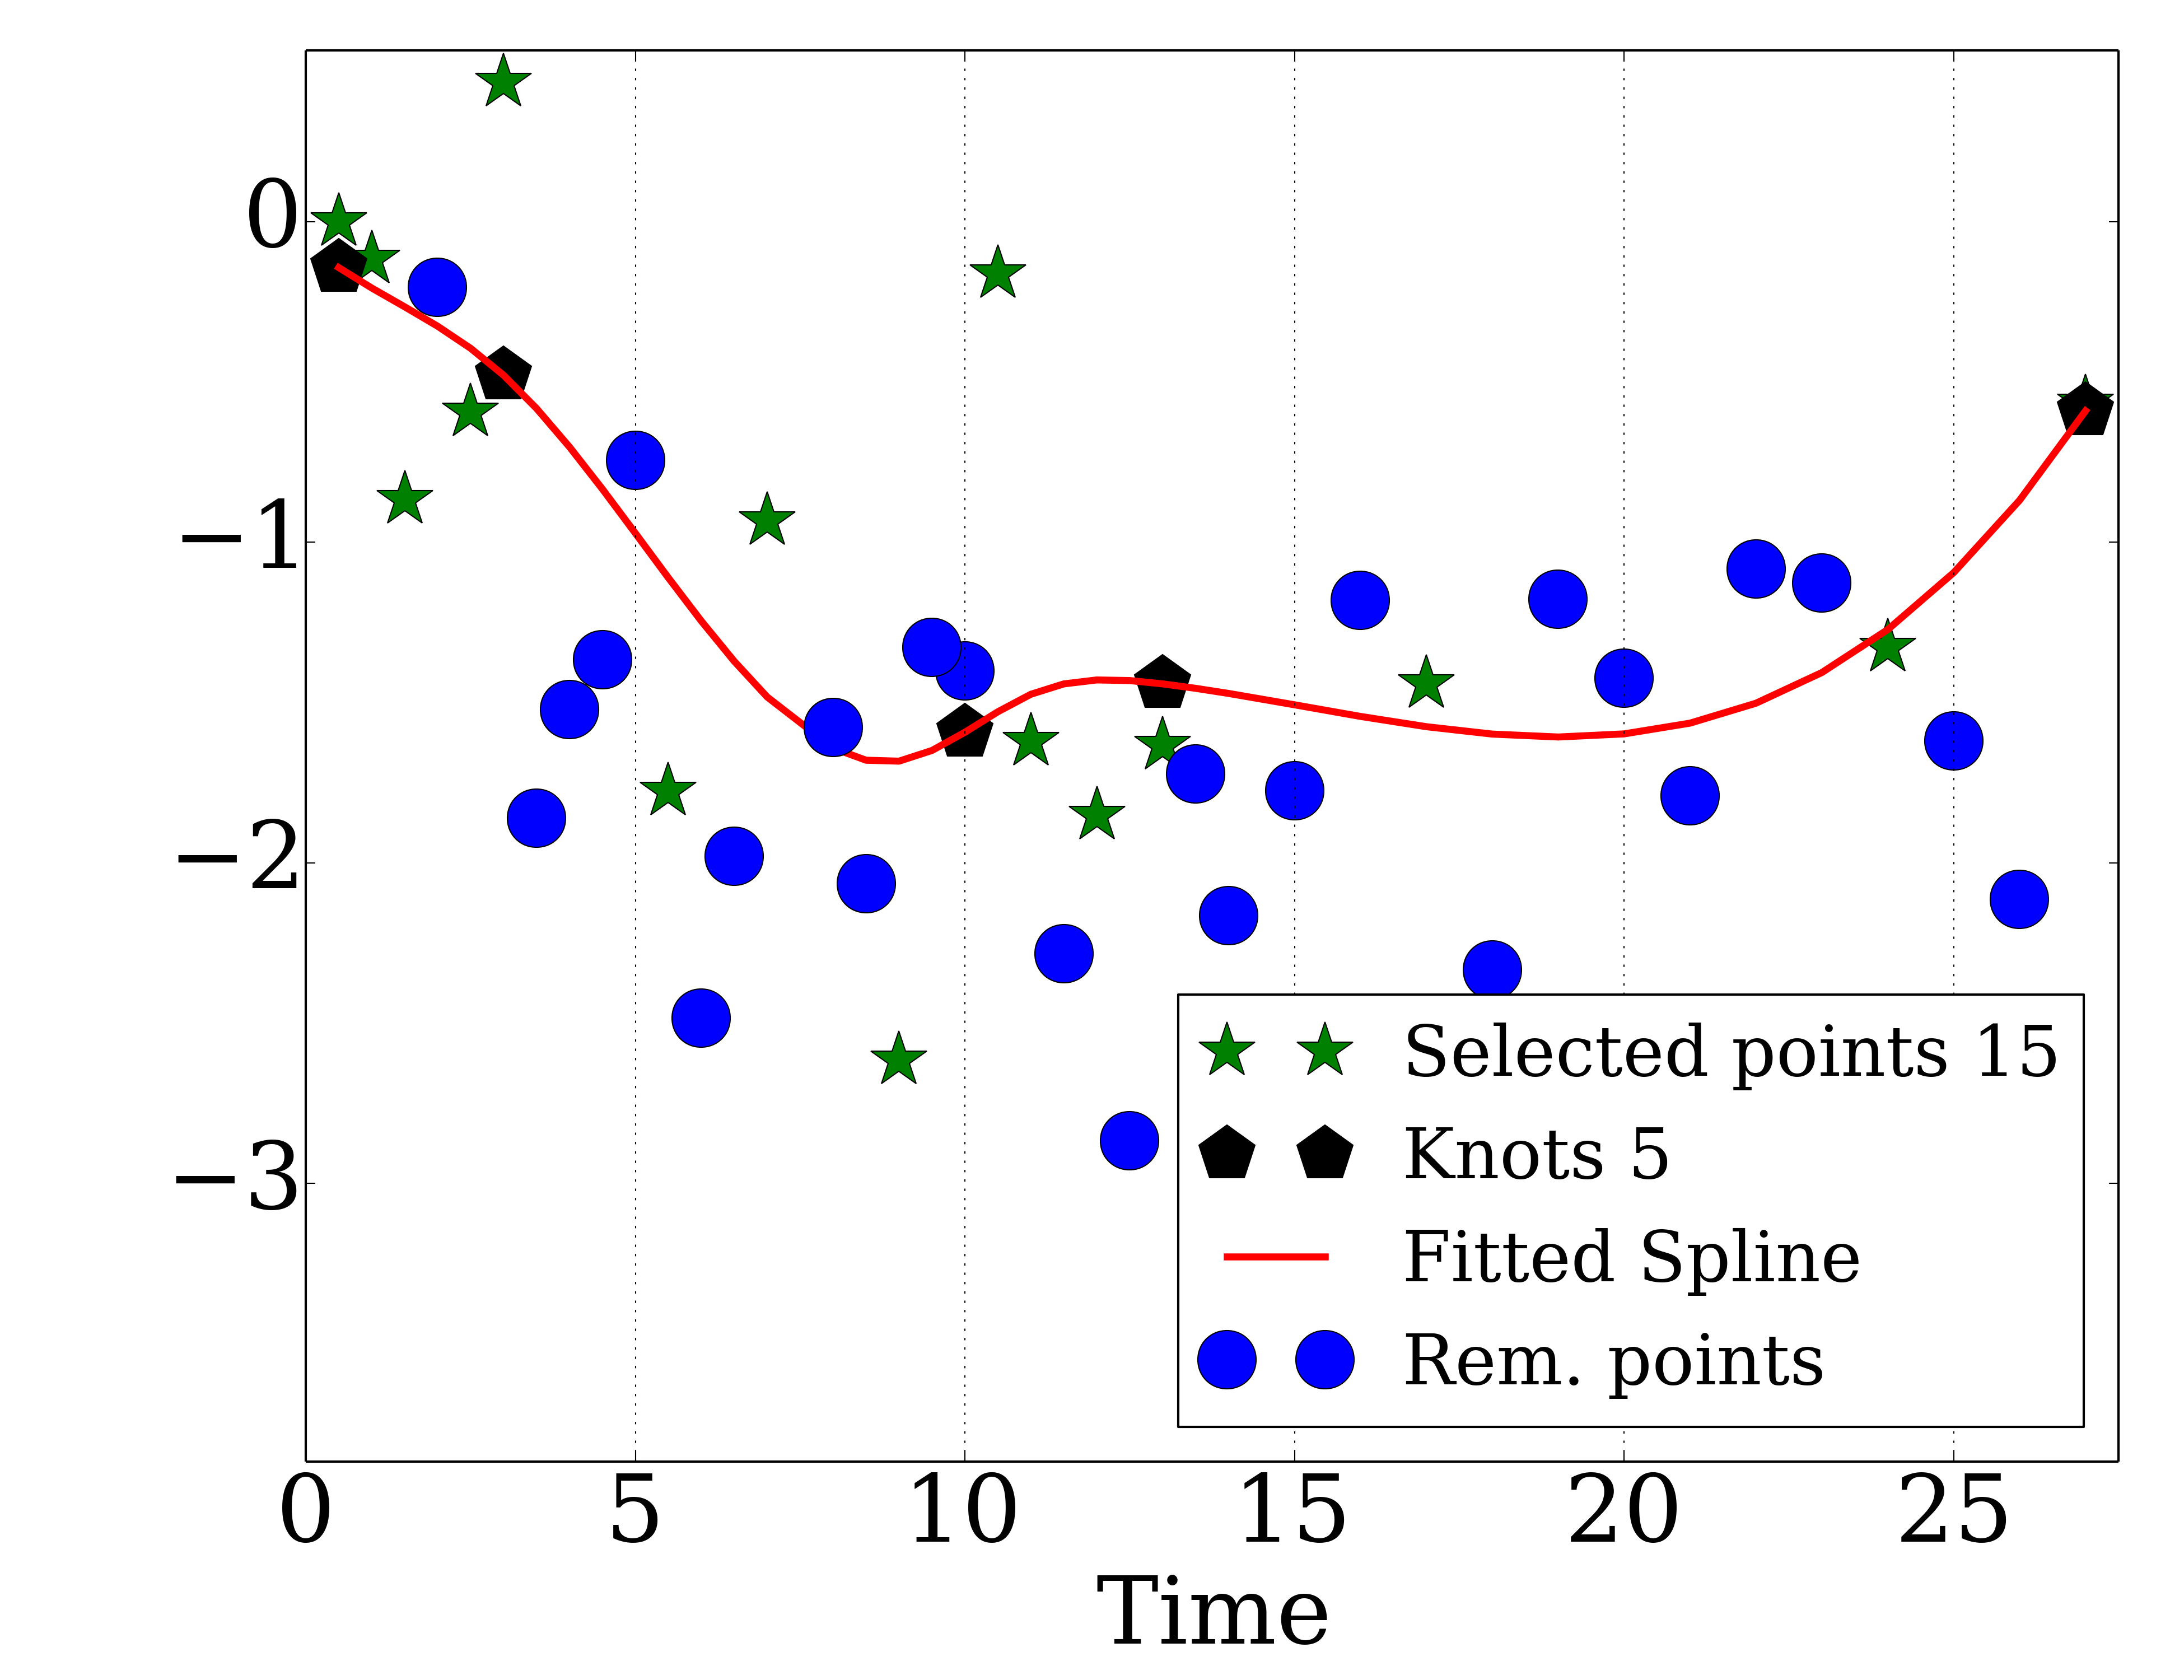 0
−1
−2
−3
Selected points 15
Knots 5
Fitted Spline
Rem. points
0 5 10 15 20 25
Time